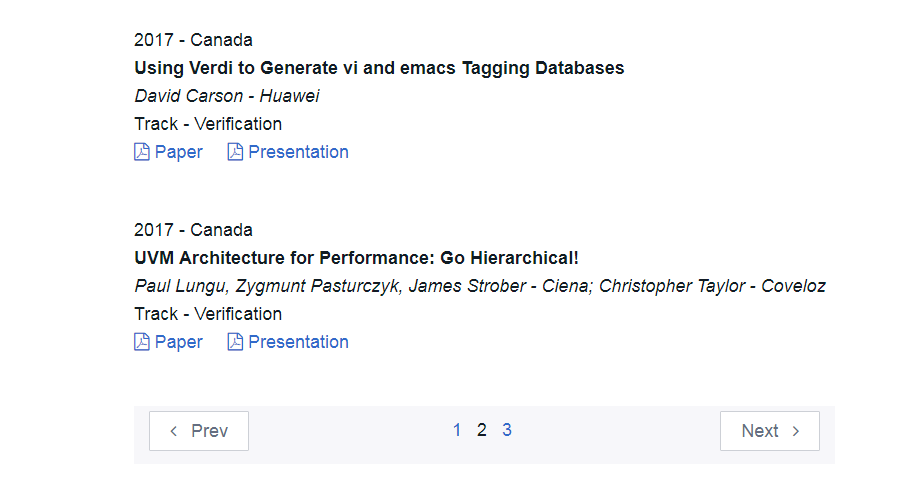 2017 - Canada
Using Verdi to Generate vi and emacs Tagging Databases
David Carson - Huawei
Track - Verification
Paper Presentation
2017 - Canada
UVM Architecture for Performance: Go Hierarchical!
Paul Lungu, Zygmunt Pasturczyk, James Strober - Ciena; Christopher Taylor - Coveloz
Track - Verification
Paper Presentation
Prev 1 2 3 Next